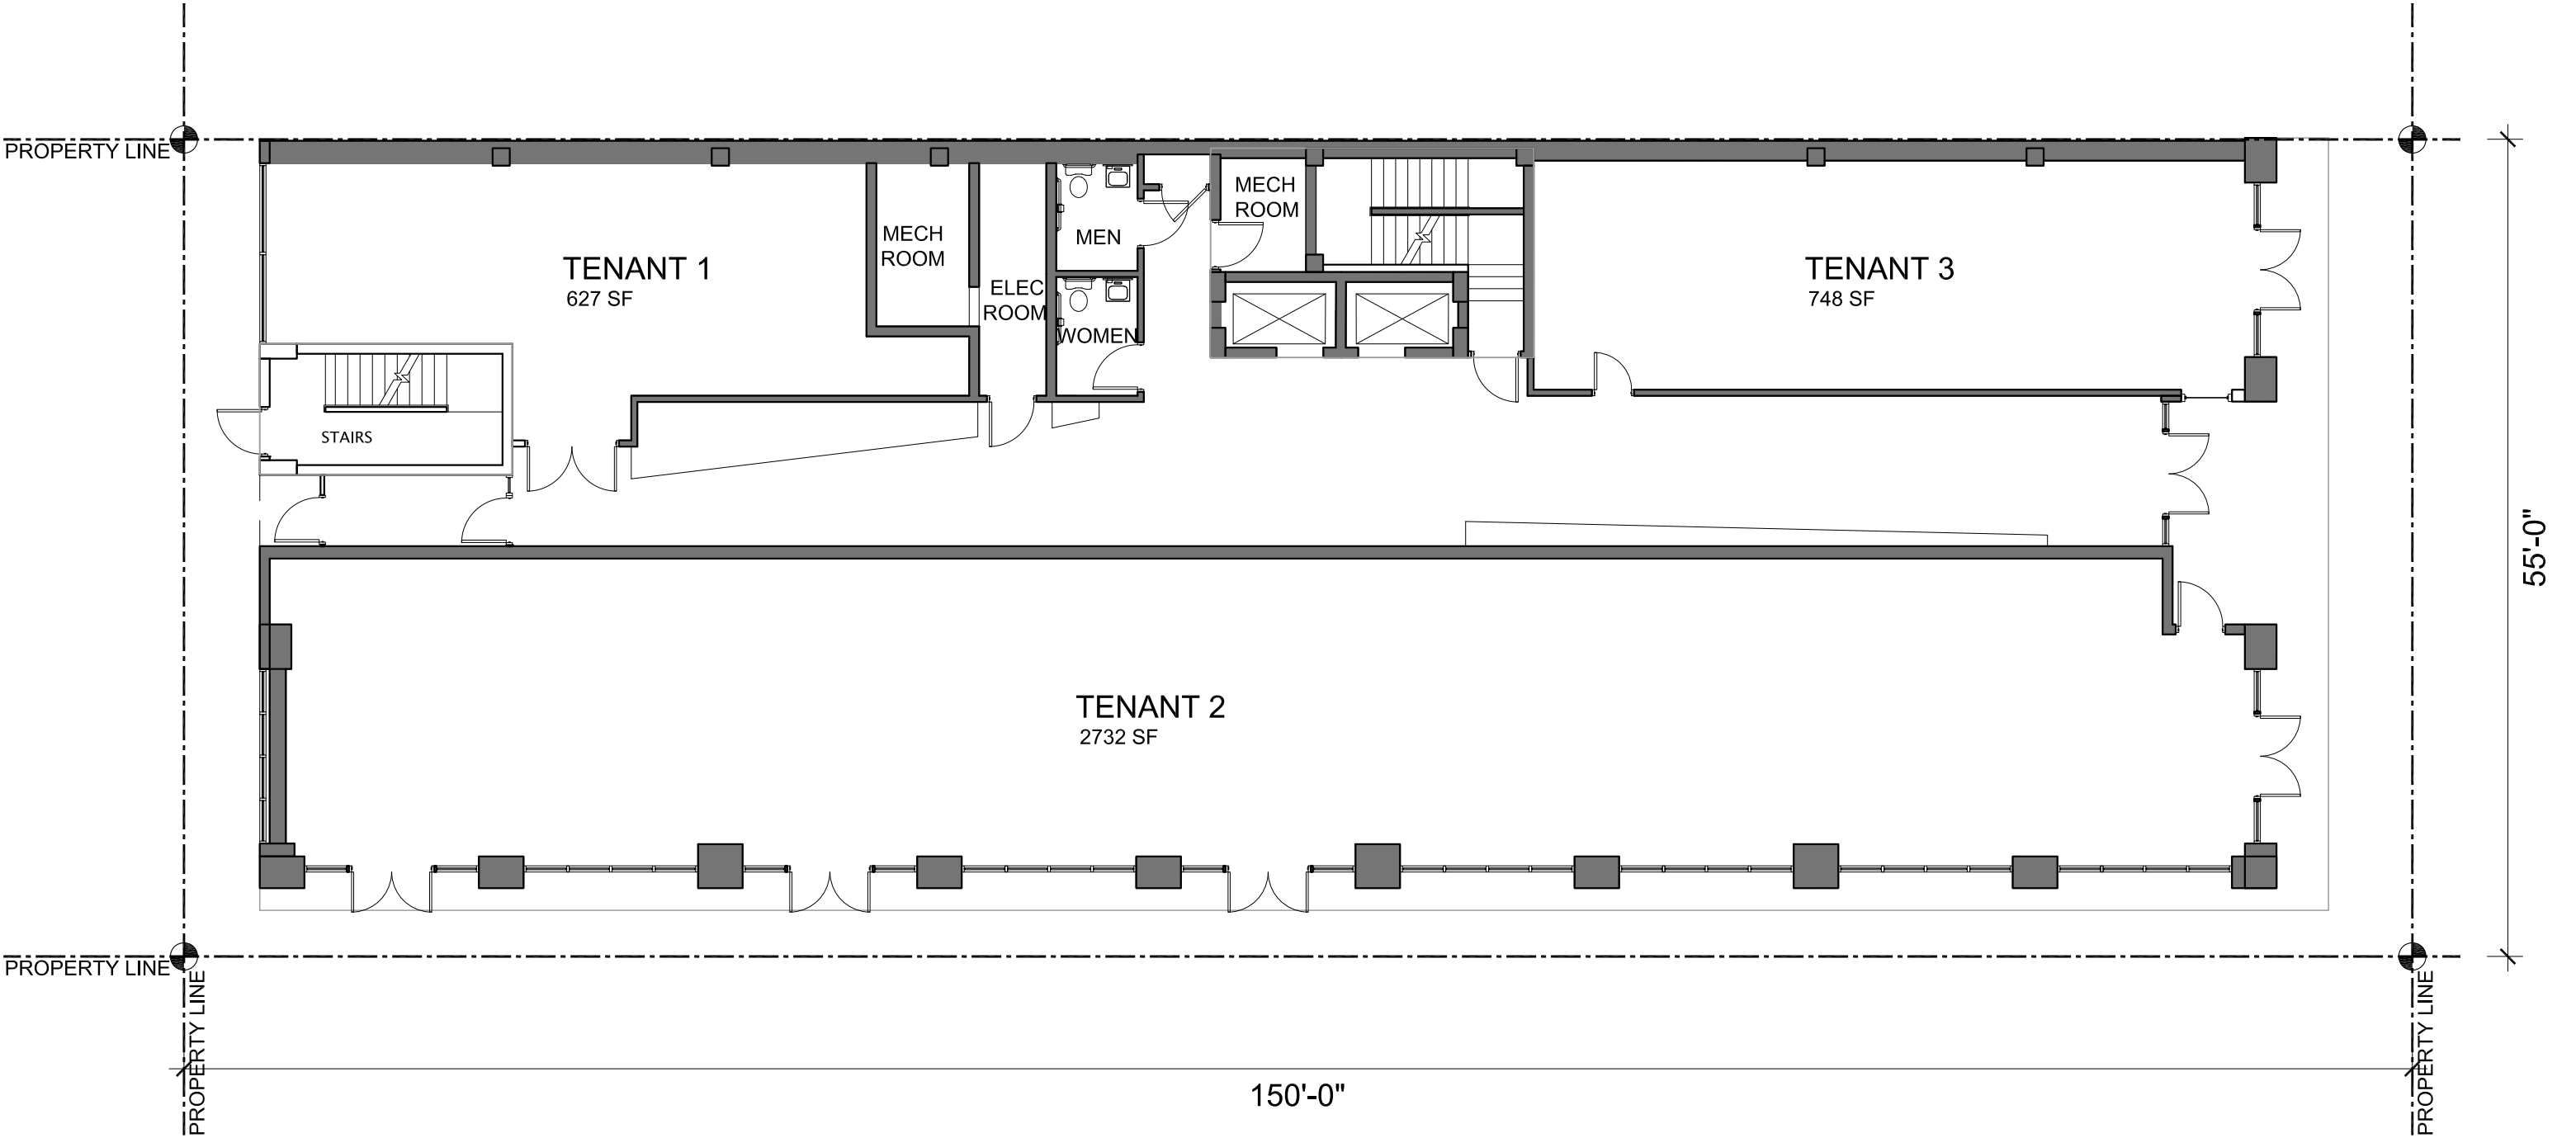 PROPERTY LINE
MECH
ROOM
MEN
MECH
ROOM
TENANT 1
627 SF
ELEC
ROOM
WOMEN
TENANT 3
748 SF
STAIRS
55'-0"
TENANT 2
2732 SF
PROPERTY LINE
PROPERTY LINE
PROPERTY LINE
150'-0"